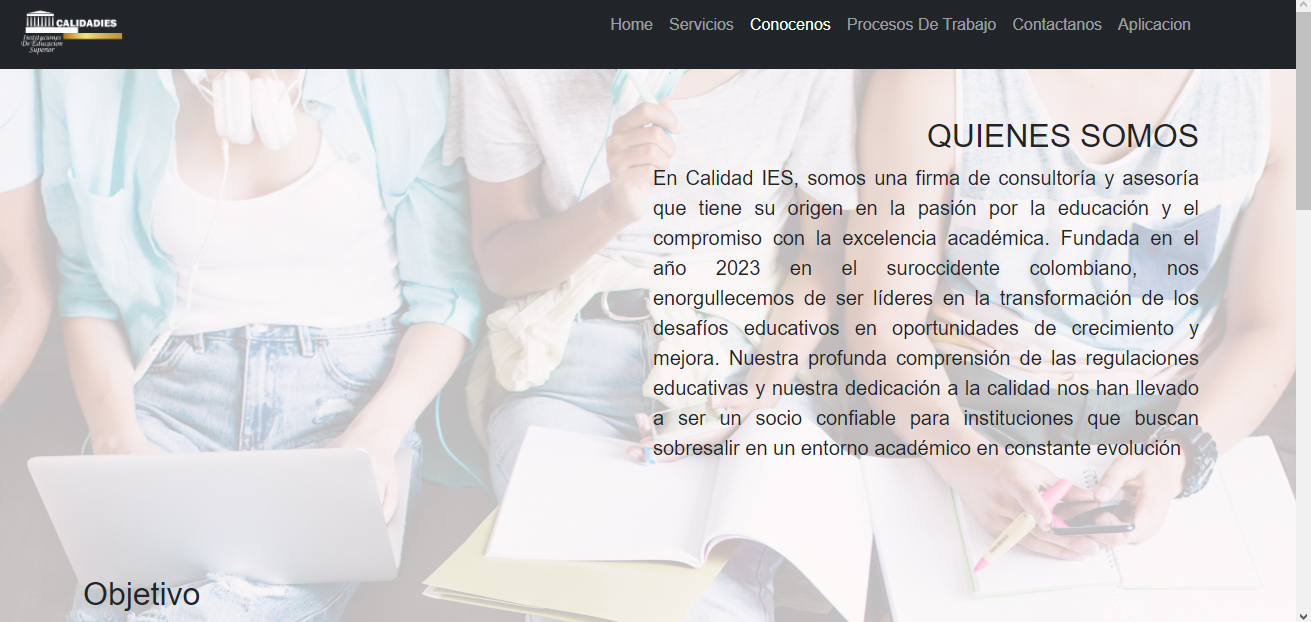 CALIDADIES
Instituciones
De Educacion
Superior
Home Servicios Conocenos Procesos De Trabajo Contactanos Aplicacion
QUIENES SOMOS
En Calidad IES, somos una firma de consultoría y asesoría
que tiene su origen en la pasión por la educación y el
compromiso con la excelencia académica. Fundada en el
año 2023 en el suroccidente colombiano, nos
enorgullecemos de ser líderes en la transformación de los
desafíos educativos en oportunidades de crecimiento y
mejora. Nuestra profunda comprensión de las regulaciones
educativas y nuestra dedicación a la calidad nos han llevado
a ser un socio confiable para instituciones que buscan
sobresalir en un entorno académico en constante evolución
Objetivo